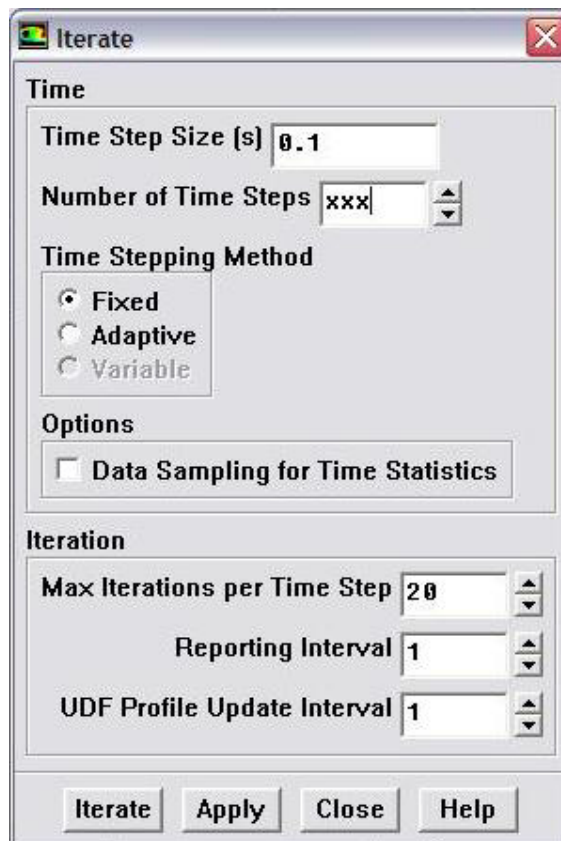 Iterate
Time
Time Step Size (s) 0.1
Number of Time Steps xxx
Time Stepping Method
Fixed
Adaptive
Variable
Options
Data Sampling for Time Statistics
Iteration
Max Iterations per Time Step 20
Reporting Interval 1
UDF Profile Update Interval 1
Iterate Apply Close Help